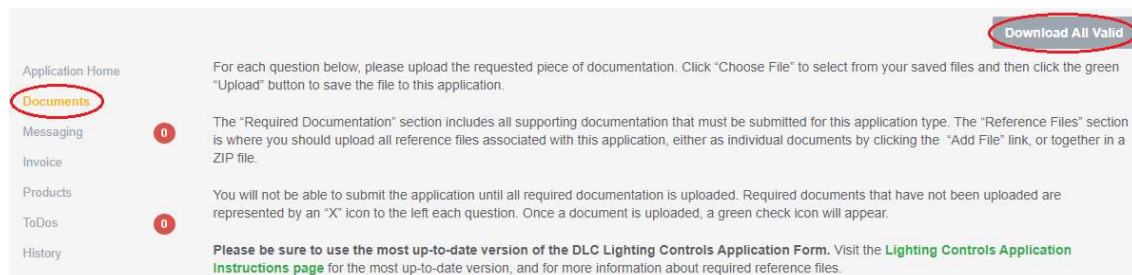 Download All Valid
Application Home
Documents
Messaging 0
Invoice
Products
ToDos 0
History
For each question below, please upload the requested piece of documentation. Click “Choose File” to select from your saved files and then click the green
“Upload” button to save the file to this application.
The “Required Documentation” section includes all supporting documentation that must be submitted for this application type. The “Reference Files” section
is where you should upload all reference files associated with this application, either as individual documents by clicking the “Add File” link, or together in a
ZIP file.
You will not be able to submit the application until all required documentation is uploaded. Required documents that have not been uploaded are
represented by an “X” icon to the left each question. Once a document is uploaded, a green check icon will appear.
Please be sure to use the most up-to-date version of the DLC Lighting Controls Application Form. Visit the Lighting Controls Application
Instructions page for the most up-to-date version, and for more information about required reference files.